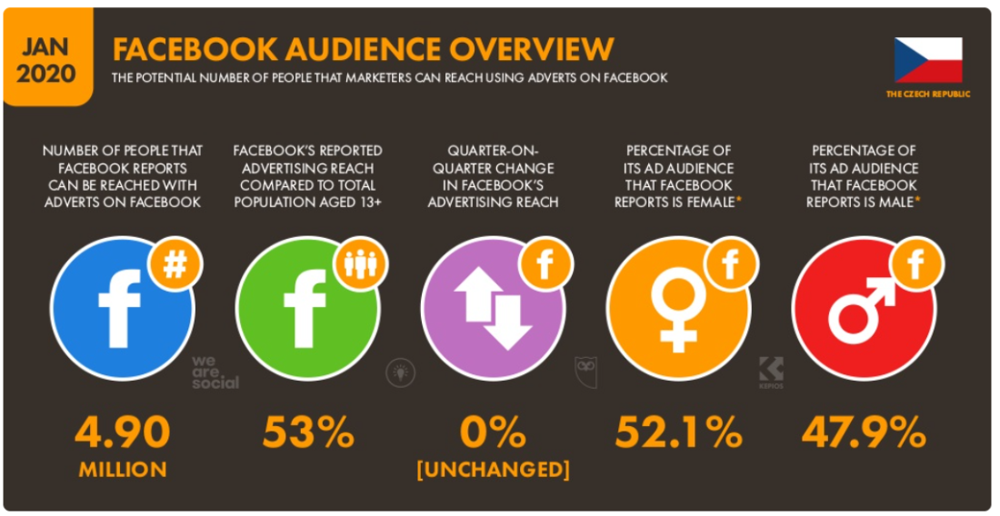 JAN
2020
FACEBOOK AUDIENCE OVERVIEW
THE POTENTIAL NUMBER OF PEOPLE THAT MARKETERS CAN REACH USING ADVERTS ON FACEBOOK
THE CZECH REPUBLIC
NUMBER OF PEOPLE THAT
FACEBOOK REPORTS
CAN BE REACHED WITH
ADVERTS ON FACEBOOK
f
#
4.90
MILLION
FACEBOOK'S REPORTED
ADVERTISING REACH
COMPARED TO TOTAL
POPULATION AGED 13+
f
53%
QUARTER-ON-
QUARTER CHANGE
IN FACEBOOK'S
ADVERTISING REACH
f
0%
[UNCHANGED]
PERCENTAGE OF
ITS AD AUDIENCE
THAT FACEBOOK
REPORTS IS FEMALE*
f
52.1%
PERCENTAGE OF
ITS AD AUDIENCE
THAT FACEBOOK
REPORTS IS MALE*
f
47.9%
we
are
social
KEPIOS